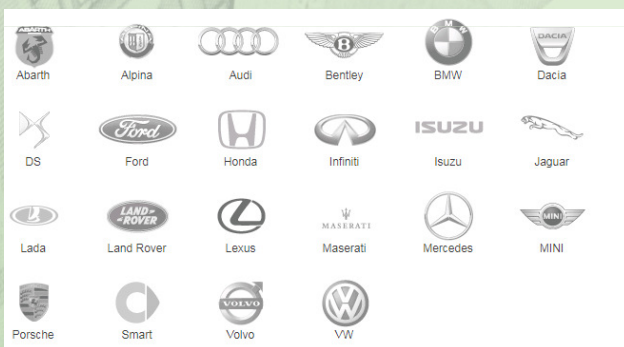 ABARTH
BMW
DACIA
Abarth Alpina Audi Bentley BMW Dacia
Ford
ISUZU
DS Ford Honda Infiniti Isuzu Jaguar
LAND-
-ROVER
MASERATI
MINI
Lada Land Rover Lexus Maserati Mercedes MINI
VOLVO
Porsche Smart Volvo VW